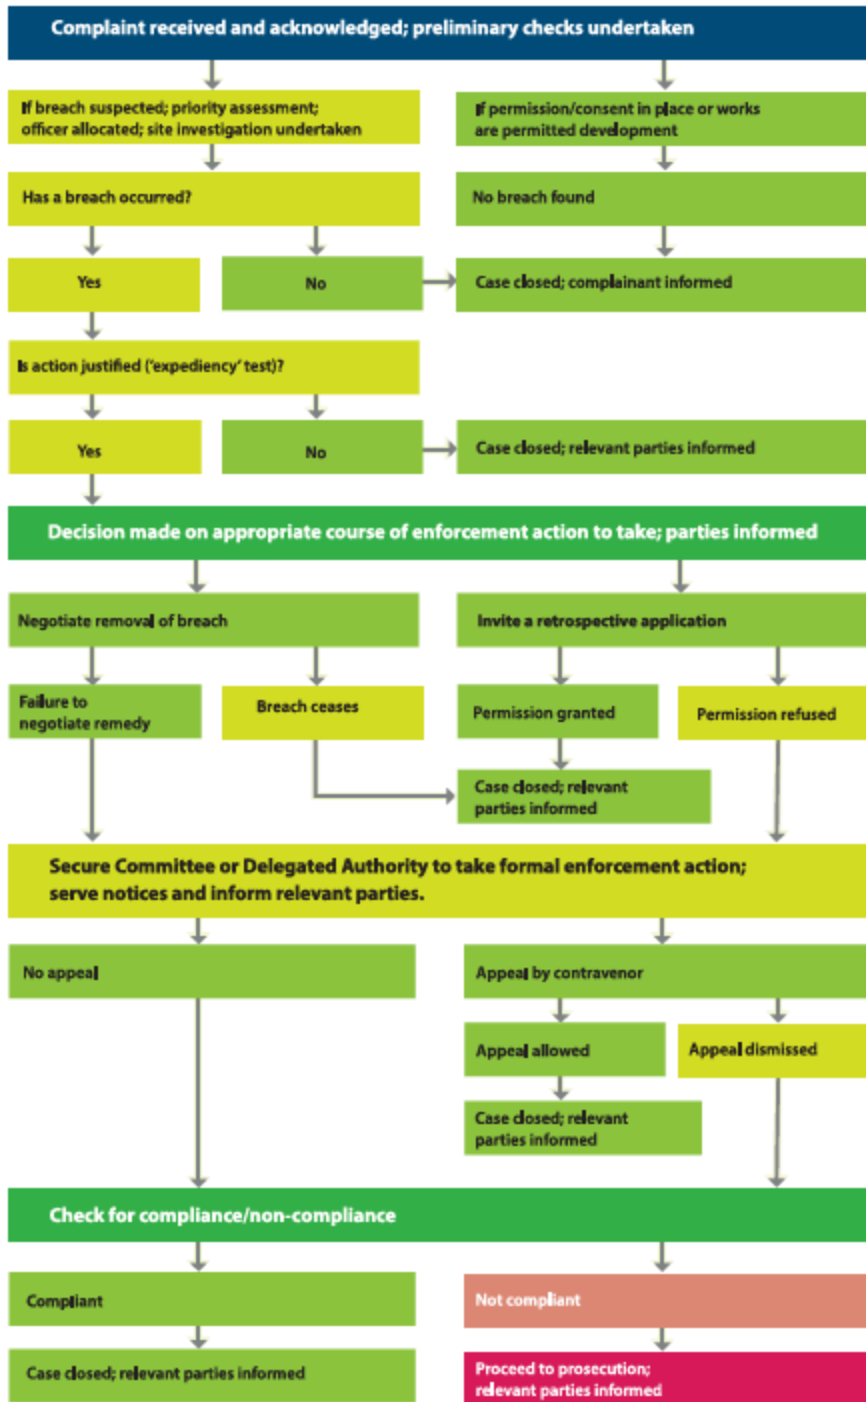 Complaint received and acknowledged; preliminary checks undertaken
If breach suspected; priority assessment;
officer allocated; site investigation undertaken
If permission/consent in place or works
are permitted development
Has a breach occurred?
No breach found
Yes
No
Case closed; complainant informed
Is action justified ('expediency' test)?
Yes
No
Case closed; relevant parties informed
Decision made on appropriate course of enforcement action to take; parties informed
Negotiate removal of breach
Invite a retrospective application
Failure to
negotiate remedy
Breach ceases
Permission granted
Permission refused
Case closed; relevant
parties informed
Secure Committee or Delegated Authority to take formal enforcement action;
serve notices and inform relevant parties.
No appeal
Appeal by contravenor
Appeal allowed
Appeal dismissed
Case closed; relevant
parties informed
Check for compliance/non-compliance
Compliant
Not compliant
Case closed; relevant parties informed
Proceed to prosecution;
relevant parties informed